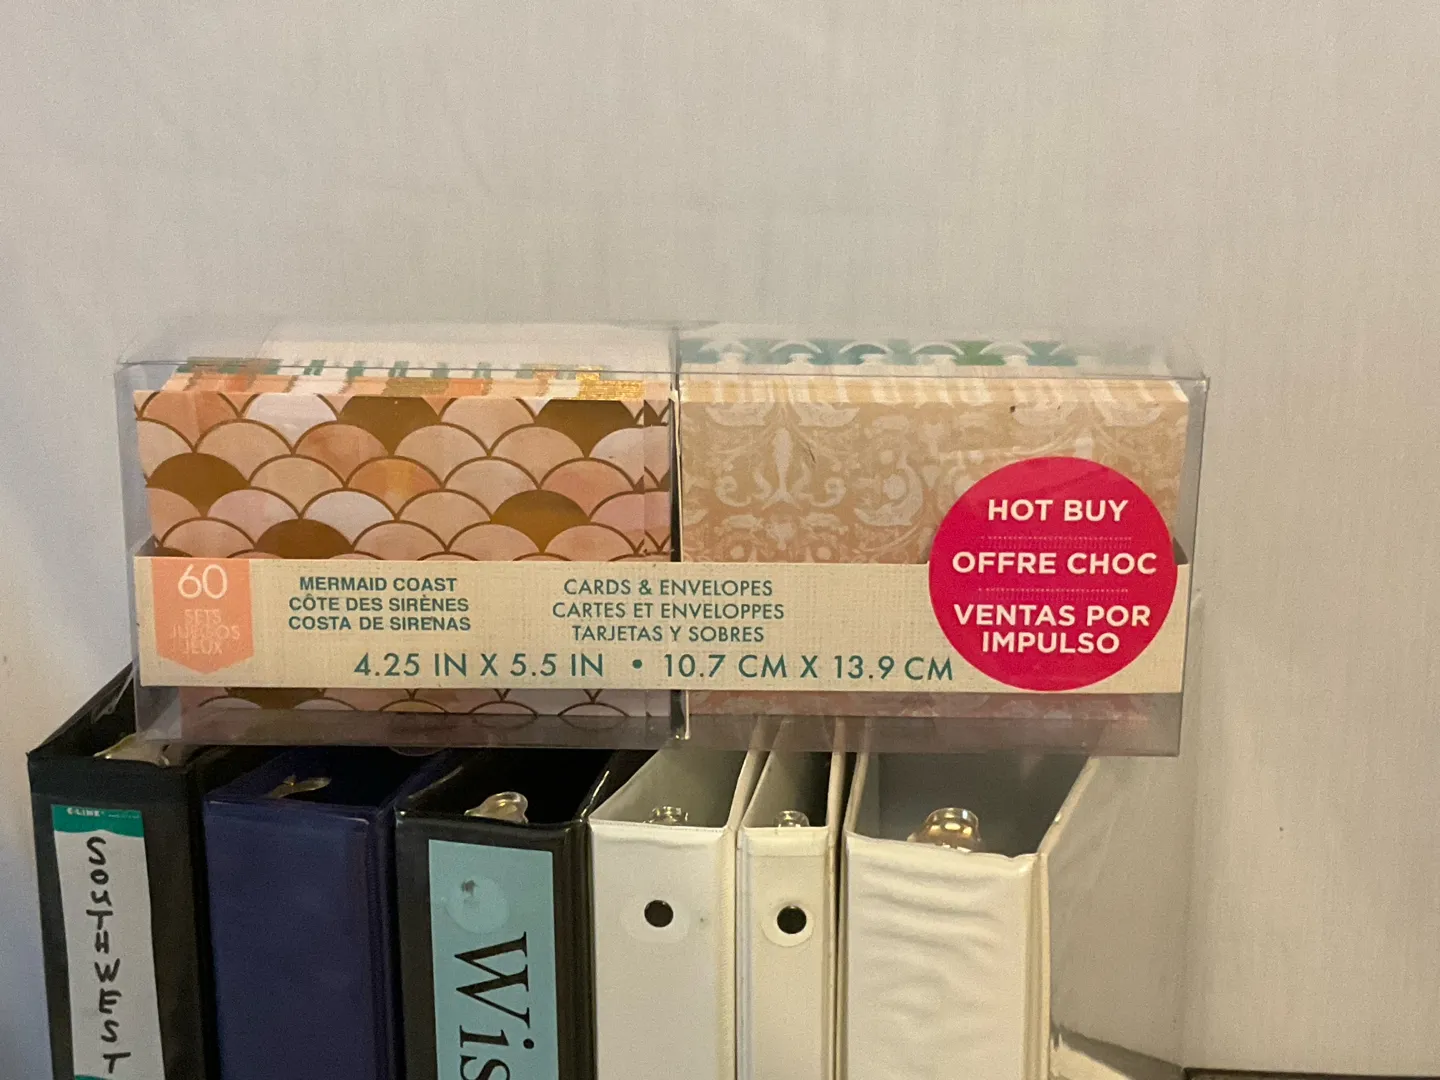 60
SETS
JUEGOS
JEUX
MERMAID COAST
CÔTE DES SIRÈNES
COSTA DE SIRENAS
CARDS & ENVELOPES
CARTES ET ENVELOPPES
TARJETAS Y SOBRES
4.25 IN X 5.5 IN • 10.7 CM X 13.9 CM
HOT BUY
OFFRE CHOC
VENTAS POR
IMPULSO
C-LINE
SOUTHWEST
Wis